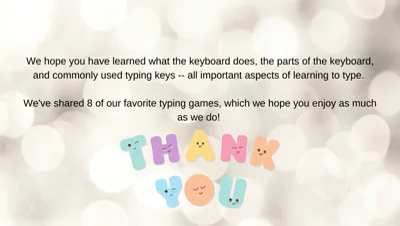 We hope you have learned what the keyboard does, the parts of the keyboard,
and commonly used typing keys -- all important aspects of learning to type.
We've shared 8 of our favorite typing games, which we hope you enjoy as much
as we do!
THANK
YOU